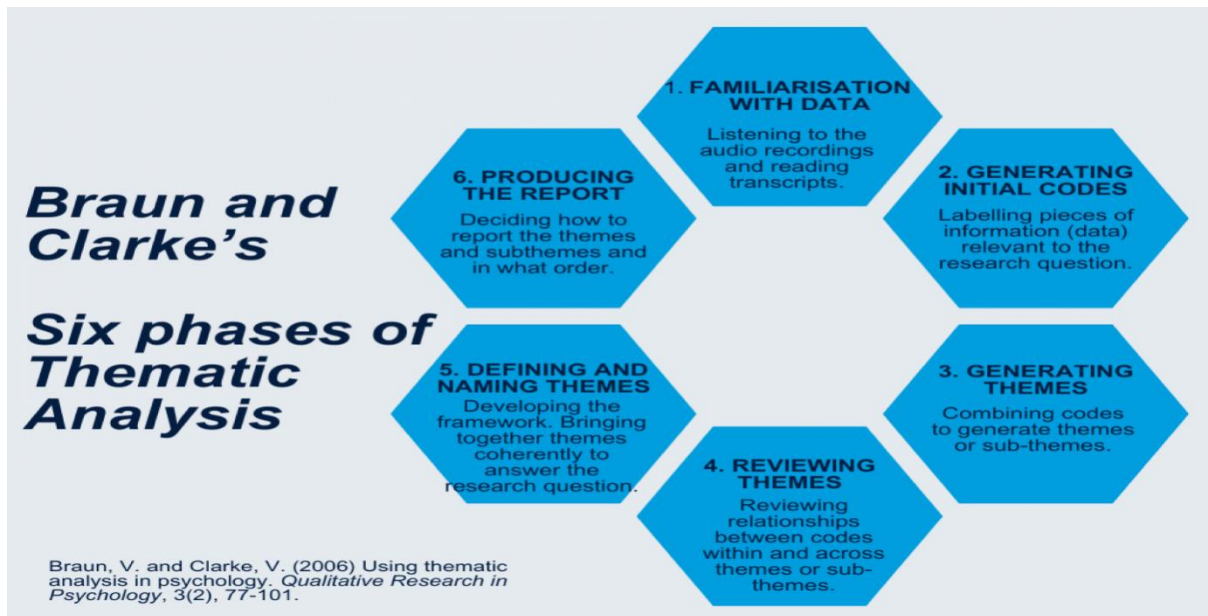 Braun and
Clarke’s
Six phases of
Thematic
Analysis
1. FAMILIARISATION
WITH DATA
Listening to the
audio recordings
and reading
transcripts.
2. GENERATING
INITIAL CODES
Labelling pieces of
information (data)
relevant to the
research question.
3. GENERATING
THEMES
Combining codes
to generate themes
or sub-themes.
4. REVIEWING
THEMES
Reviewing
relationships
between codes
within and across
themes or sub-
themes.
5. DEFINING AND
NAMING THEMES
Developing the
framework. Bringing
together themes
coherently to
answer the
research question.
6. PRODUCING
THE REPORT
Deciding how to
report the themes
and subthemes and
in what order.
Braun, V. and Clarke, V. (2006) Using thematic
analysis in psychology. Qualitative Research in
Psychology, 3(2), 77-101.